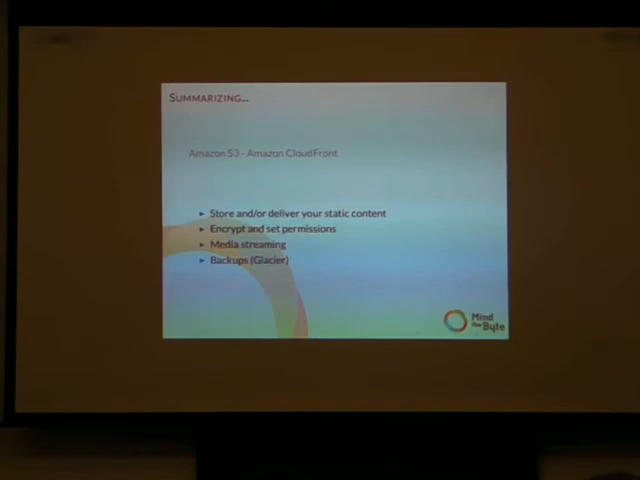 SUMMARIZING...
Amazon S3 - Amazon CloudFront
► Store and/or deliver your static content
► Encrypt and set permissions
► Media streaming
► Backups (Glacier)
Mind
the Byte